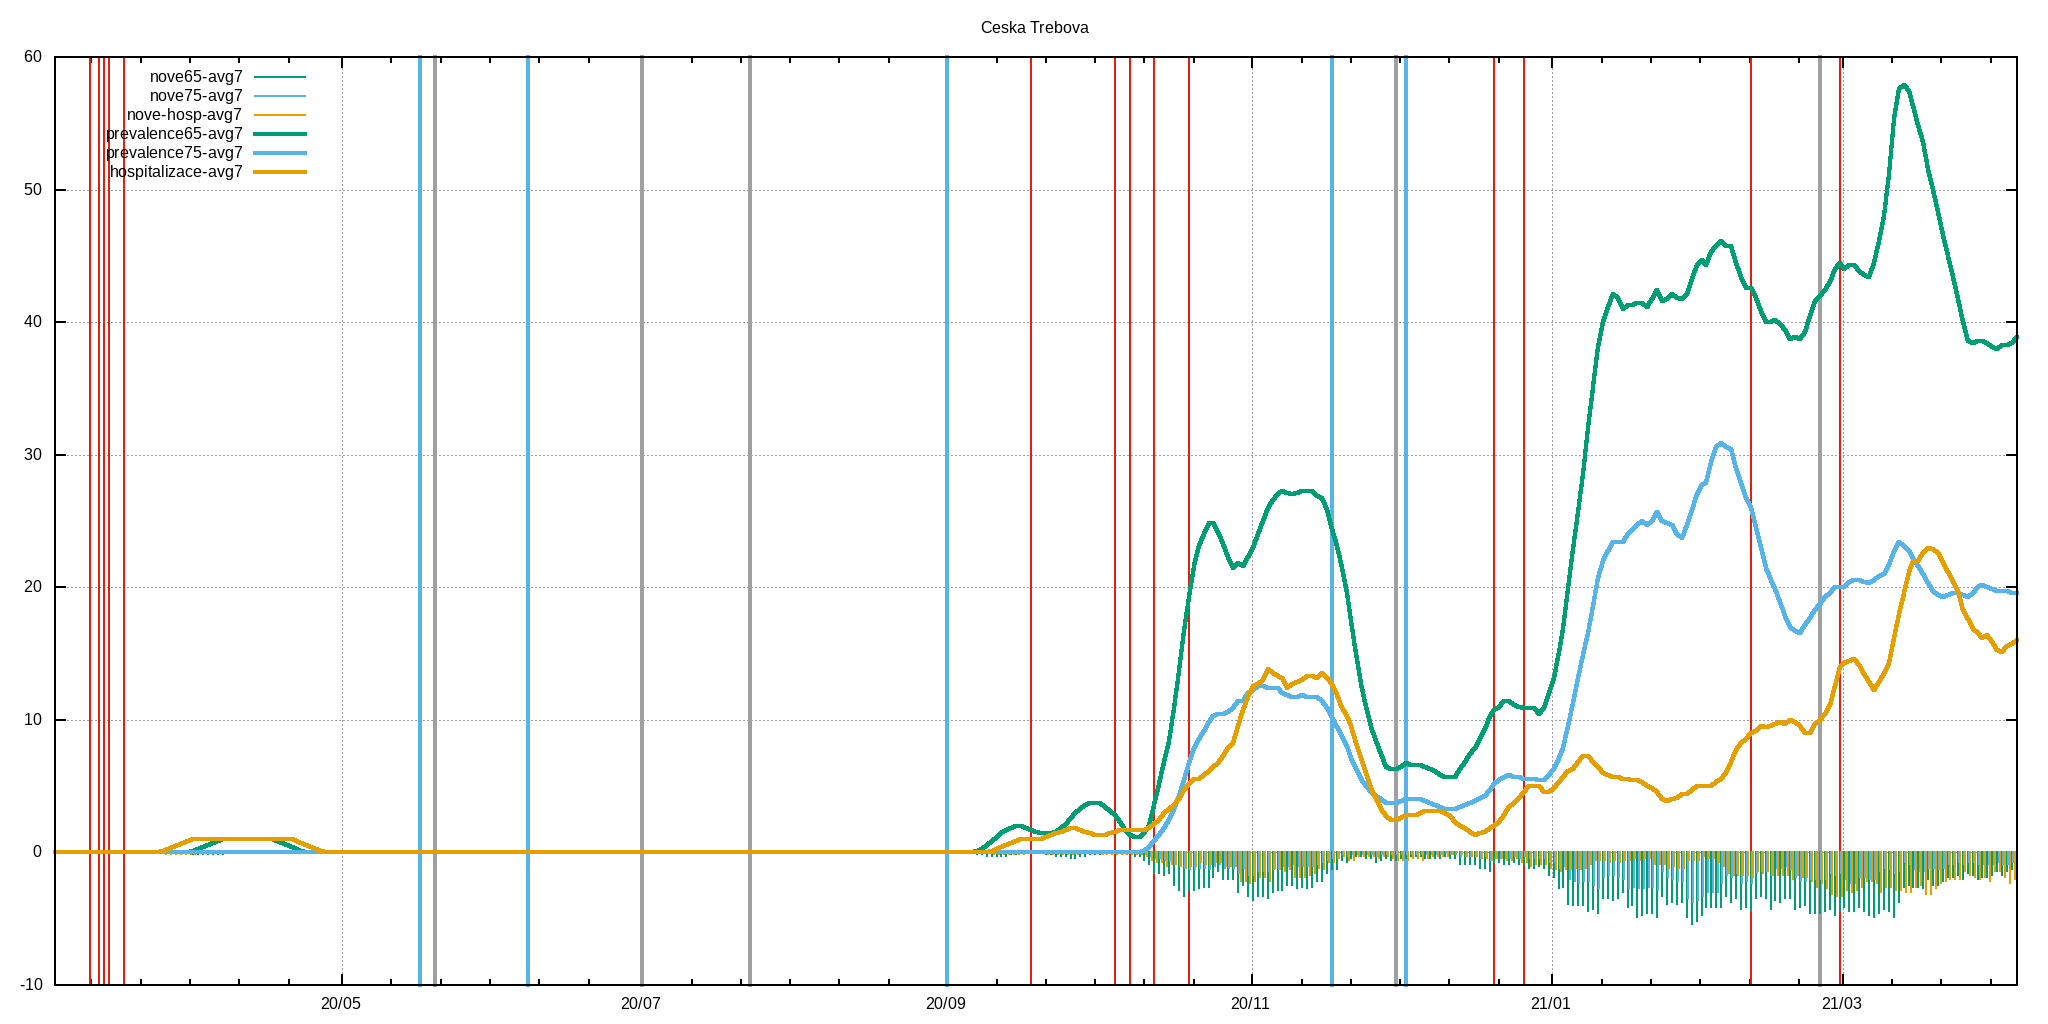 Ceska Trebova
60
50
40
30
20
10
0
-10
nove65-avg7
nove75-avg7
nove-hosp-avg7
prevalence65-avg7
prevalence75-avg7
hospitalizace-avg7
20/05 20/07 20/09 20/11 21/01 21/03